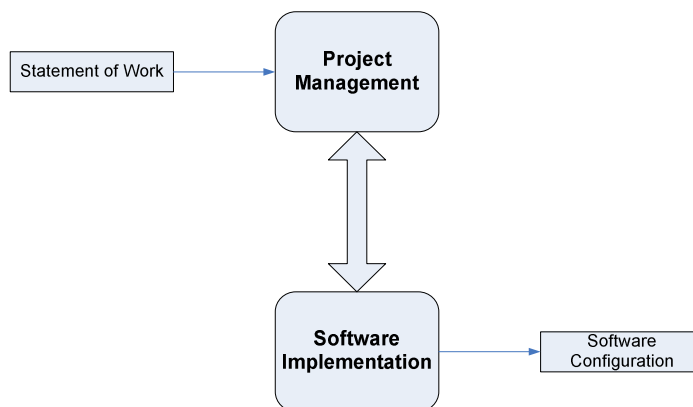 Statement of Work
Project
Management
Software
Implementation
Software
Configuration